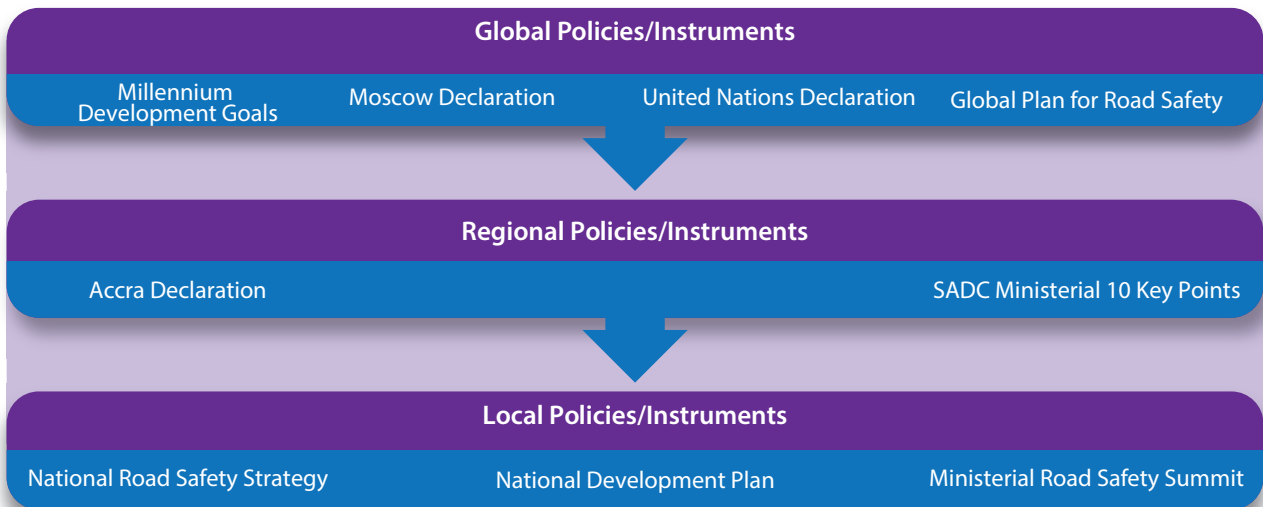 Global Policies/Instruments
Millennium
Development Goals
Moscow Declaration
United Nations Declaration
Global Plan for Road Safety
Regional Policies/Instruments
Accra Declaration
SADC Ministerial 10 Key Points
Local Policies/Instruments
National Road Safety Strategy
National Development Plan
Ministerial Road Safety Summit